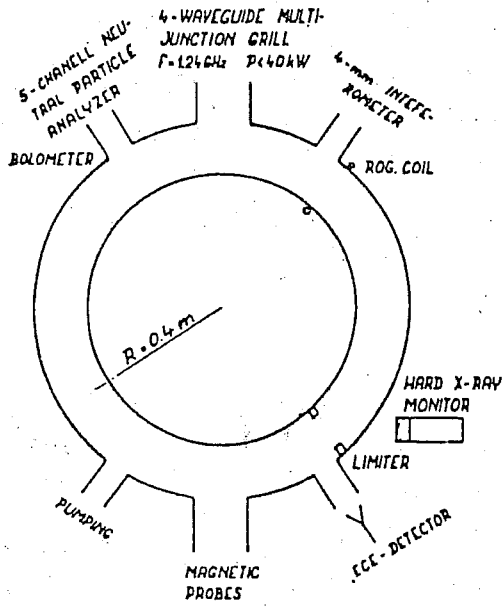 4-WAVEGUIDE MULTI-
JUNCTION GRILL
F=1.24GHz P<40kW
5-CHANELL NEU-
TRAL PARTICLE
ANALYZER
4-mm INTEFE-
ROMETER
BOLOMETER
ROG. COIL
R=0.4m
HARD X-RAY
MONITOR
LIMITER
PUMPING
ECE-DETECTOR
MAGNETIC
PROBES